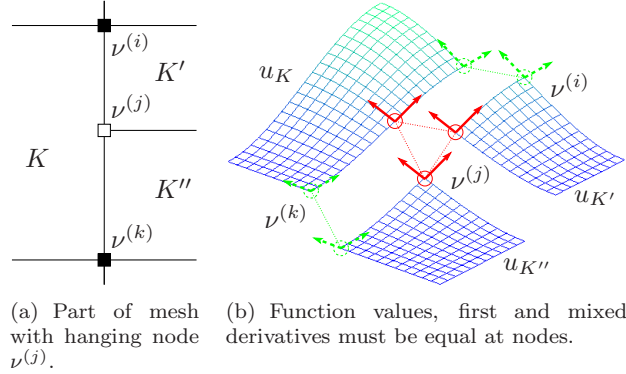 ν^(i)
K′
ν^(j)
K
K″
ν^(k)
(a) Part of mesh
with hanging node
ν^(j).
u_K
ν^(i)
ν^(j)
ν^(k)
u_K′
u_K″
(b) Function values, first and mixed
derivatives must be equal at nodes.